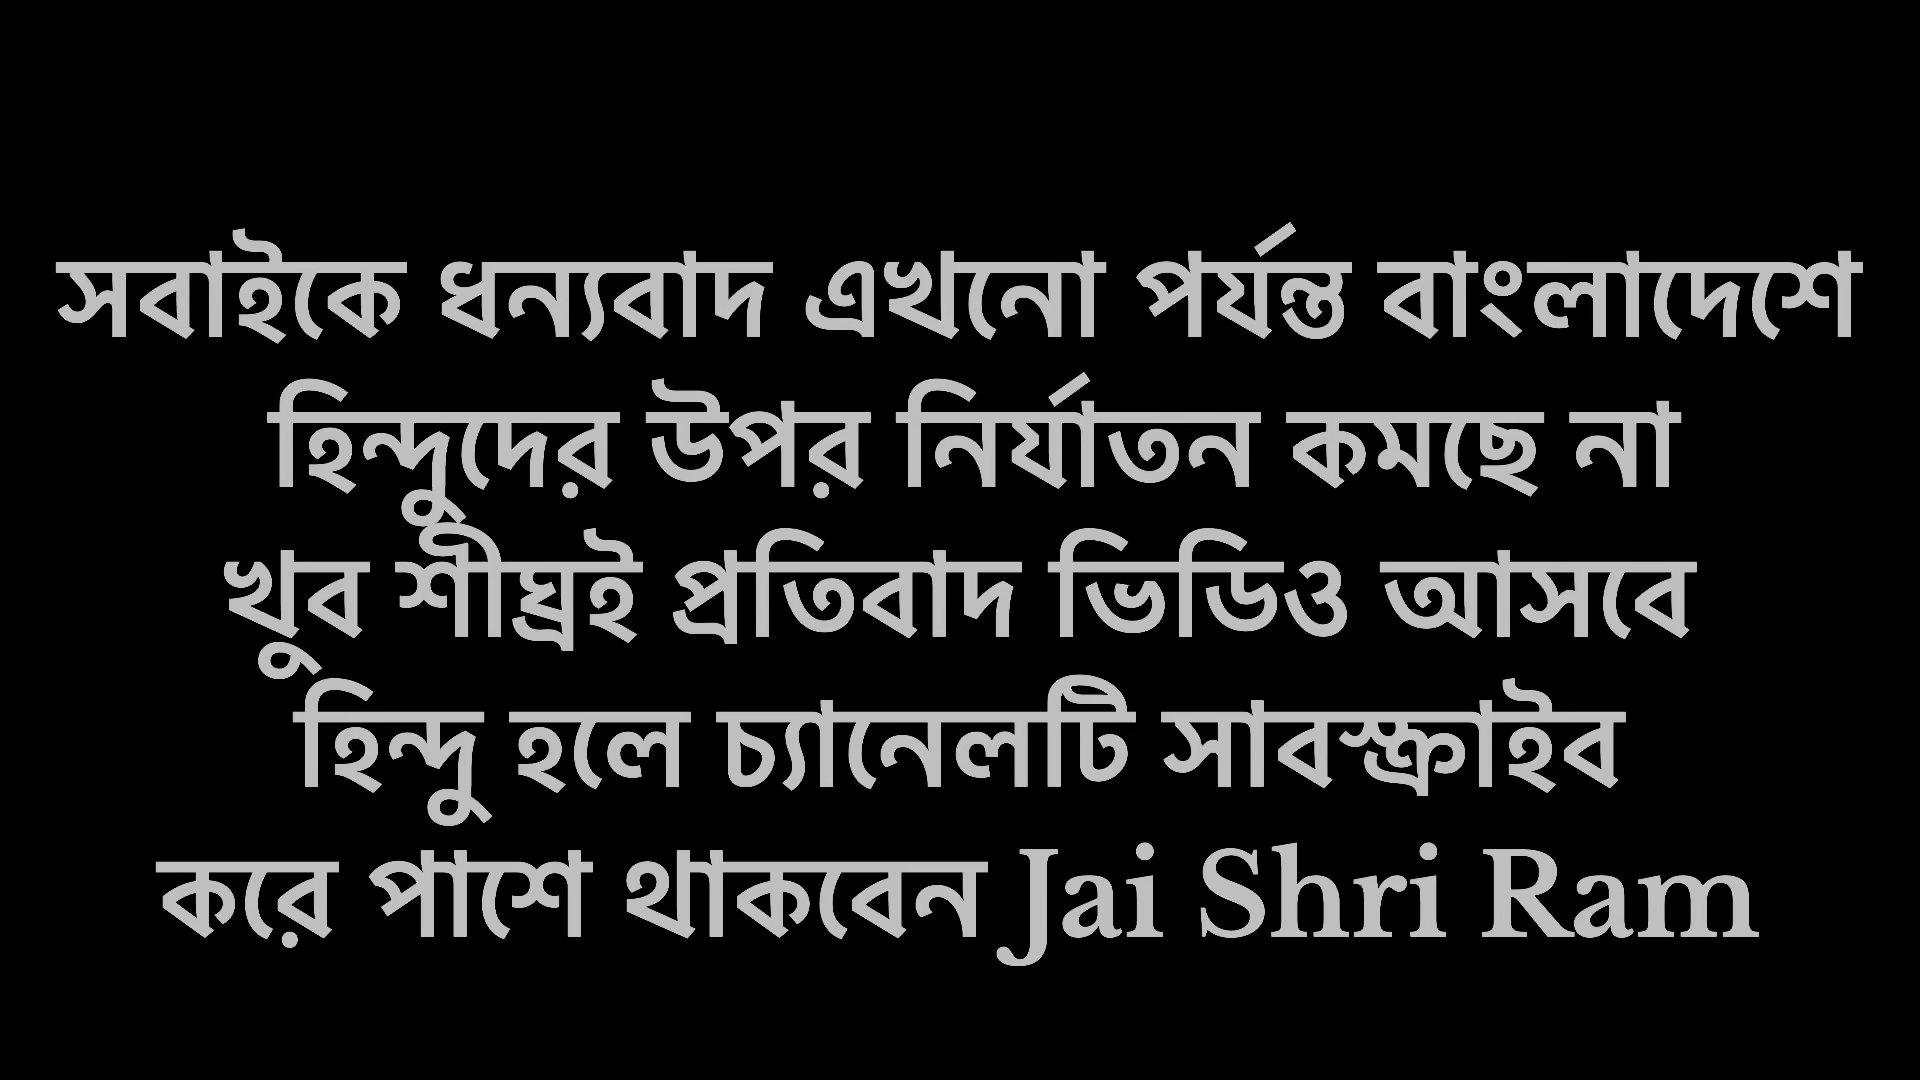 সবাইকে ধন্যবাদ এখনো পর্যন্ত বাংলাদেশে
হিন্দুদের উপর নির্যাতন কমছে না
খুব শীঘ্রই প্রতিবাদ ভিডিও আসবে
হিন্দু হলে চ্যানেলটি সাবস্ক্রাইব
করে পাশে থাকবেন Jai Shri Ram